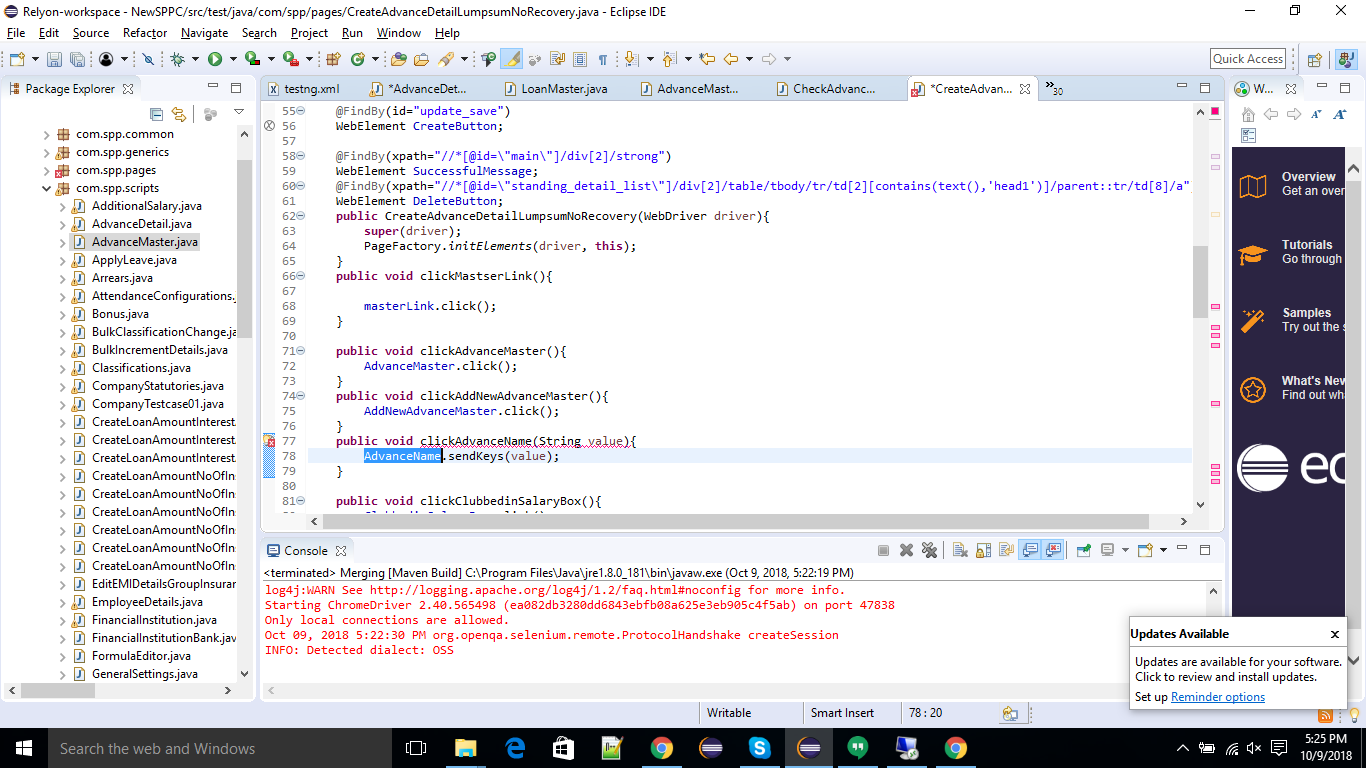 Relyon-workspace - NewSPPC/src/test/java/com/spp/pages/CreateAdvanceDetailLumpsumNoRecovery.java - Eclipse IDE
File Edit Source Refactor Navigate Search Project Run Window Help
Quick Access
Package Explorer
com.spp.common
com.spp.generics
com.spp.pages
com.spp.scripts
AdditionalSalary.java
AdvanceDetail.java
AdvanceMaster.java
ApplyLeave.java
Arrears.java
AttendanceConfigurations.
Bonus.java
BulkClassificationChange.ja
BulkIncrementDetails.java
Classifications.java
CompanyStatutories.java
CompanyTestcase01.java
CreateLoanAmountInterest
CreateLoanAmountInterest
CreateLoanAmountInterest
CreateLoanAmountNoOfIn
CreateLoanAmountNoOfIn
CreateLoanAmountNoOfIn
CreateLoanAmountNoOfIn
CreateLoanAmountNoOfIn
CreateLoanAmountNoOfIn
EditEMIDetailsGroupInsurar
EmployeeDetails.java
FinancialInstitution.java
FinancialInstitutionBank.jav
FormulaEditor.java
GeneralSettings.java
testng.xml *AdvanceDet... LoanMaster.java AdvanceMast... CheckAdvanc... *CreateAdvan... »30
55 @FindBy(id="update_save")
56 WebElement CreateButton;
57
58 @FindBy(xpath="//*[@id=\"main\"]/div[2]/strong")
59 WebElement SuccessfulMessage;
60 @FindBy(xpath="//*[@id=\"standing_detail_list\"]/div[2]/table/tbody/tr/td[2][contains(text(),'head1')]/parent::tr/td[8]/a"
61 WebElement DeleteButton;
62 public CreateAdvanceDetailLumpsumNoRecovery(WebDriver driver){
63 super(driver);
64 PageFactory.initElements(driver, this);
65 }
66 public void clickMastserLink(){
67
68 masterLink.click();
69 }
70
71 public void clickAdvanceMaster(){
72 AdvanceMaster.click();
73 }
74 public void clickAddNewAdvanceMaster(){
75 AddNewAdvanceMaster.click();
76 }
77 public void clickAdvanceName(String value){
78 AdvanceName.sendKeys(value);
79 }
80
81 public void clickClubbedinSalaryBox(){
Console
<terminated> Merging [Maven Build] C:\Program Files\Java\jre1.8.0_181\bin\javaw.exe (Oct 9, 2018, 5:22:19 PM)
log4j:WARN See http://logging.apache.org/log4j/1.2/faq.html#noconfig for more info.
Starting ChromeDriver 2.40.565498 (ea082db3280dd6843ebfb08a625e3eb905c4f5ab) on port 47838
Only local connections are allowed.
Oct 09, 2018 5:22:30 PM org.openqa.selenium.remote.ProtocolHandshake createSession
INFO: Detected dialect: OSS
W...
Overview
Get an over
Tutorials
Go through
Samples
Try out the s
What's New
Find out wh
ec
Updates Available
Updates are available for your software.
Click to review and install updates.
Set up Reminder options
Writable Smart Insert 78 : 20
Search the web and Windows
5:25 PM
10/9/2018